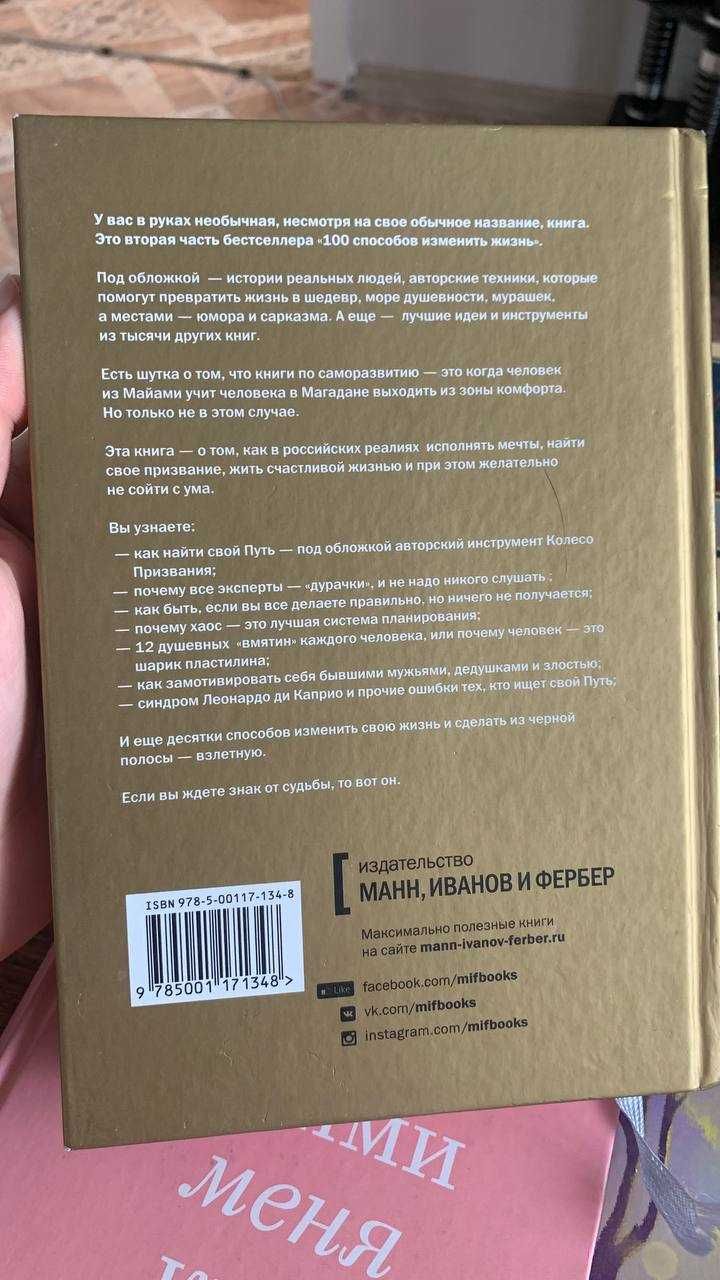 У вас в руках необычная, несмотря на свое обычное название, книга.
Это вторая часть бестселлера «100 способов изменить жизнь».
Под обложкой — истории реальных людей, авторские техники, которые
помогут превратить жизнь в шедевр, море душевности, мурашек,
а местами — юмора и сарказма. А еще — лучшие идеи и инструменты
из тысячи других книг.
Есть шутка о том, что книги по саморазвитию — это когда человек
из Майами учит человека в Магадане выходить из зоны комфорта.
Но только не в этом случае.
Эта книга — о том, как в российских реалиях исполнять мечты, найти
свое призвание, жить счастливой жизнью и при этом желательно
не сойти с ума.
Вы узнаете:
— как найти свой Путь — под обложкой авторский инструмент Колесо
Призвания;
— почему все эксперты — «дурачки», и не надо никого слушать ;
— как быть, если вы все делаете правильно, но ничего не получается;
— почему хаос — это лучшая система планирования;
— 12 душевных «вмятин» каждого человека, или почему человек — это
шарик пластилина;
— как замотивировать себя бывшими мужьями, дедушками и злостью;
— синдром Леонардо ди Каприо и прочие ошибки тех, кто ищет свой Путь;
И еще десятки способов изменить свою жизнь и сделать из черной
полосы — взлетную.
Если вы ждете знак от судьбы, то вот он.
издательство
МАНН, ИВАНОВ И ФЕРБЕР
Максимально полезные книги
на сайте mann-ivanov-ferber.ru
Like facebook.com/mifbooks
vk.com/mifbooks
instagram.com/mifbooks
ISBN 978-5-00117-134-8
9 785001 171348 >
меня